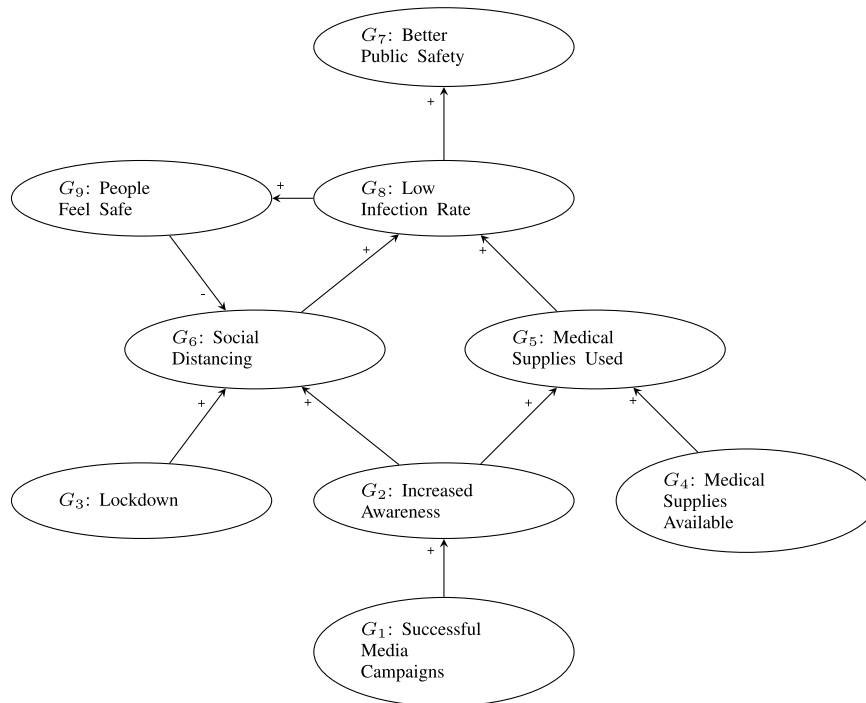 G7: Better
Public Safety
+
G9: People
Feel Safe
+
G8: Low
Infection Rate
+
+
-
G6: Social
Distancing
G5: Medical
Supplies Used
+
+
+
+
G3: Lockdown
G2: Increased
Awareness
G4: Medical
Supplies
Available
+
G1: Successful
Media
Campaigns